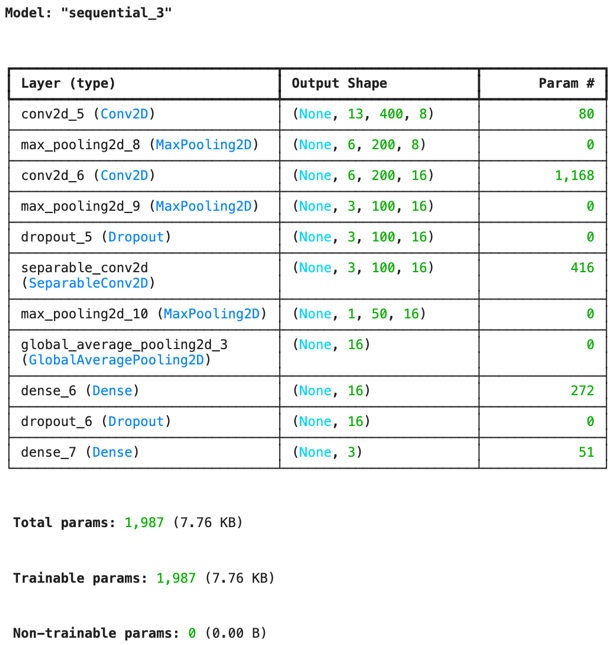 Model: "sequential_3"
Layer (type) Output Shape Param #
conv2d_5 (Conv2D) (None, 13, 400, 8) 80
max_pooling2d_8 (MaxPooling2D) (None, 6, 200, 8) 0
conv2d_6 (Conv2D) (None, 6, 200, 16) 1,168
max_pooling2d_9 (MaxPooling2D) (None, 3, 100, 16) 0
dropout_5 (Dropout) (None, 3, 100, 16) 0
separable_conv2d (None, 3, 100, 16) 416
(SeparableConv2D)
max_pooling2d_10 (MaxPooling2D) (None, 1, 50, 16) 0
global_average_pooling2d_3 (None, 16) 0
(GlobalAveragePooling2D)
dense_6 (Dense) (None, 16) 272
dropout_6 (Dropout) (None, 16) 0
dense_7 (Dense) (None, 3) 51
Total params: 1,987 (7.76 KB)
Trainable params: 1,987 (7.76 KB)
Non-trainable params: 0 (0.00 B)